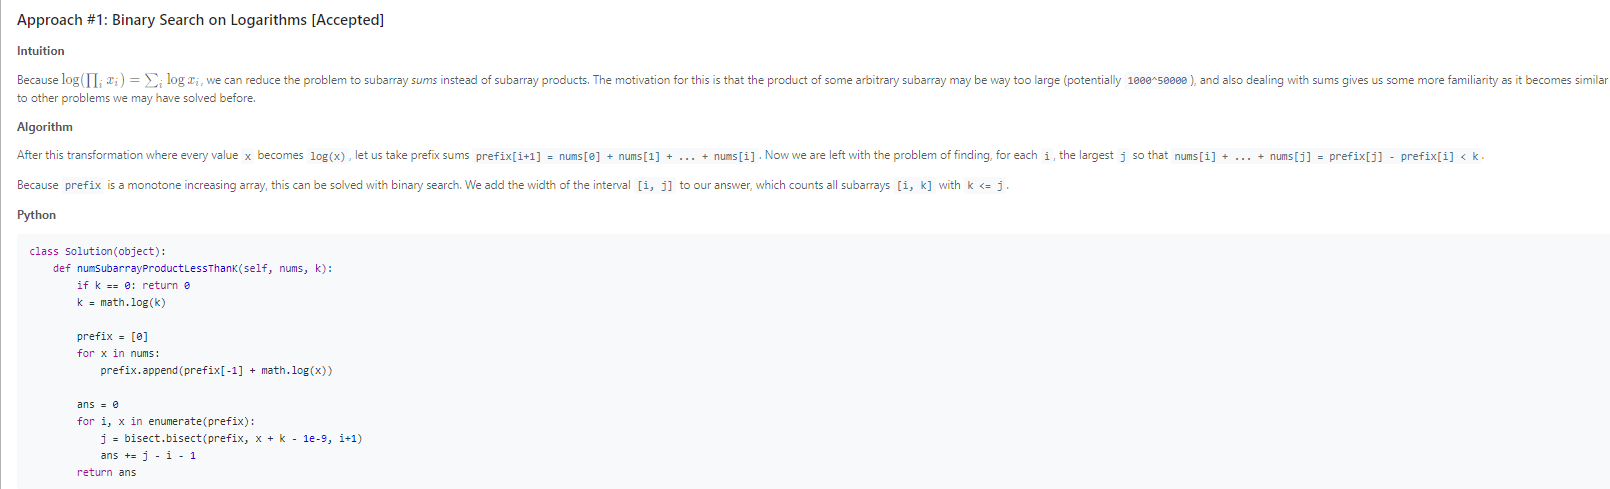 Approach #1: Binary Search on Logarithms [Accepted]
Intuition
Because log(∏ᵢ xᵢ) = ∑ᵢ log xᵢ, we can reduce the problem to subarray sums instead of subarray products. The motivation for this is that the product of some arbitrary subarray may be way too large (potentially 1000^50000 ), and also dealing with sums gives us some more familiarity as it becomes similar
to other problems we may have solved before.
Algorithm
After this transformation where every value x becomes log(x) , let us take prefix sums prefix[i+1] = nums[0] + nums[1] + ... + nums[i] . Now we are left with the problem of finding, for each i , the largest j so that nums[i] + ... + nums[j] = prefix[j] - prefix[i] < k .
Because prefix is a monotone increasing array, this can be solved with binary search. We add the width of the interval [i, j] to our answer, which counts all subarrays [i, k] with k <= j .
Python
class Solution(object):
    def numSubarrayProductLessThanK(self, nums, k):
        if k == 0: return 0
        k = math.log(k)
        prefix = [0]
        for x in nums:
            prefix.append(prefix[-1] + math.log(x))
        ans = 0
        for i, x in enumerate(prefix):
            j = bisect.bisect(prefix, x + k - 1e-9, i+1)
            ans += j - i - 1
        return ans